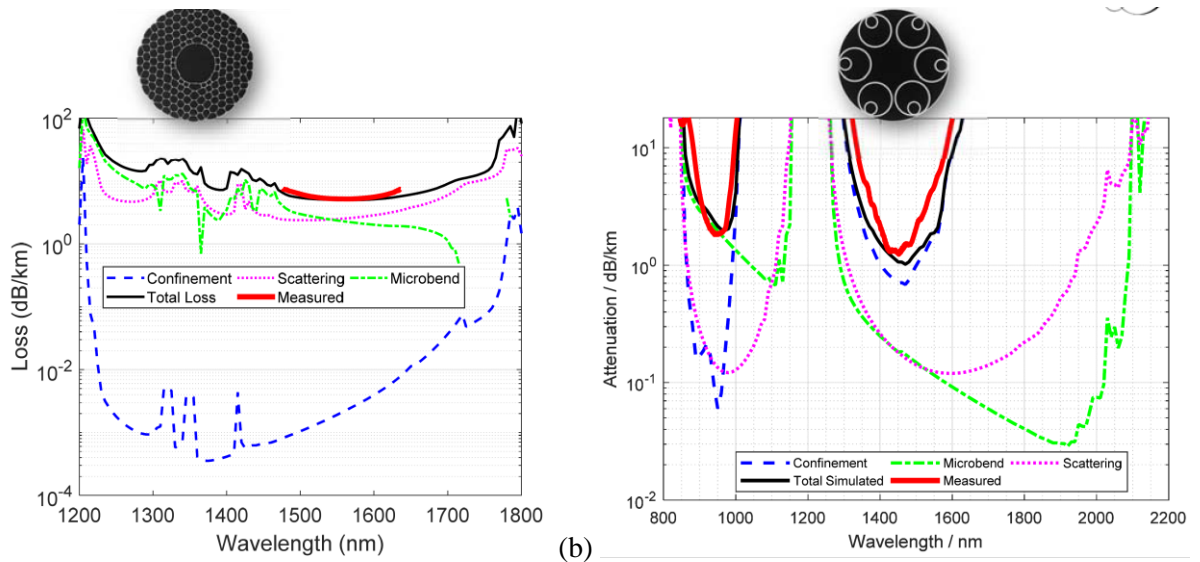 10^2
10^0
10^-2
10^-4
Loss (dB/km)
Confinement Scattering Microbend
Total Loss Measured
1200 1300 1400 1500 1600 1700 1800
Wavelength (nm)
(b)
10^1
10^0
10^-1
10^-2
Attenuation / dB/km
Confinement Microbend Scattering
Total Simulated Measured
800 1000 1200 1400 1600 1800 2000 2200
Wavelength / nm